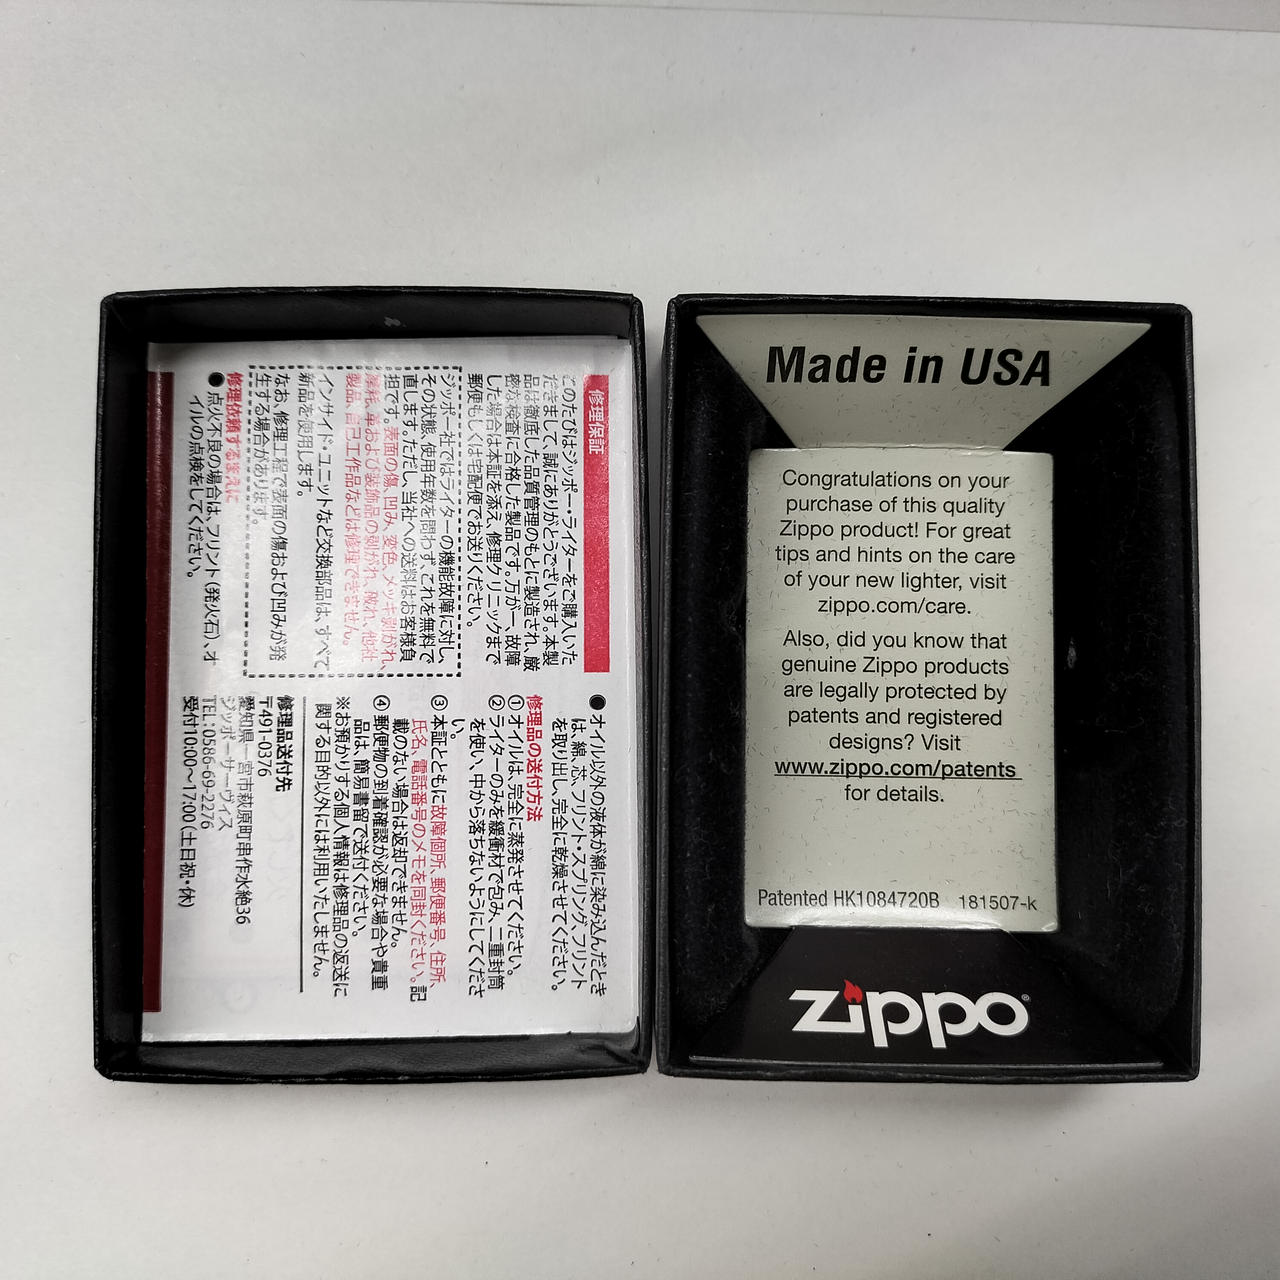 修理保証
このたびはジッポー・ライターをご購入いた
だきまして、誠にありがとうございます。本製
品は徹底した品質管理のもとに製造され、厳
密な検査に合格した製品です。万が一、故障
した場合は本証を添え、修理クリニックまで
郵便もしくは宅配便でお送りください。
ジッポー社ではライターの機能故障に対し、
その状態、使用年数を問わず、これを無料で
直します。ただし、当社への送料はお客様負
担です。表面の傷、凹み、変色、メッキ剥がれ、
摩耗、革および装飾品の剥がれ、破れ、他社
製品、自己工作品などは修理できません。
インサイド・ユニットなど交換部品は、すべて
新品を使用します。
なお、修理工程で表面の傷および凹みが発
生する場合があります。
修理依頼するまえに
●点火不良の場合は、フリント(発火石)、オ
イルの点検をしてください。
●オイル以外の液体が綿に染み込んだとき
は、綿、芯、フリント・スプリング、フリント
を取り出し、完全に乾燥させてください。
修理品の送付方法
①オイルは、完全に蒸発させてください。
②ライターのみを緩衝材で包み、二重封筒
を使い、中から落ちないようにしてくださ
い。
③本証とともに故障個所、郵便番号、住所、
氏名、電話番号のメモを同封ください。記
載のない場合は返却できません。
④郵便物の到着確認が必要な場合や貴重
品は、簡易書留で送付ください。
※お預かりする個人情報は修理品の返送に
関する目的以外には利用いたしません。
修理品送付先
〒491-0376
愛知県一宮市萩原町串作水絶36
ジッポーサーヴィス
TEL:0586-69-2276
受付10:00〜17:00(土日祝・休)
Made in USA
Congratulations on your
purchase of this quality
Zippo product! For great
tips and hints on the care
of your new lighter, visit
zippo.com/care.
Also, did you know that
genuine Zippo products
are legally protected by
patents and registered
designs? Visit
www.zippo.com/patents
for details.
Patented HK1084720B 181507-k
zippo®